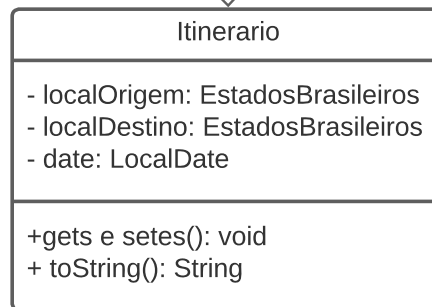 Itinerario
- localOrigem: EstadosBrasileiros
- localDestino: EstadosBrasileiros
- date: LocalDate
+gets e setes(): void
+ toString(): String